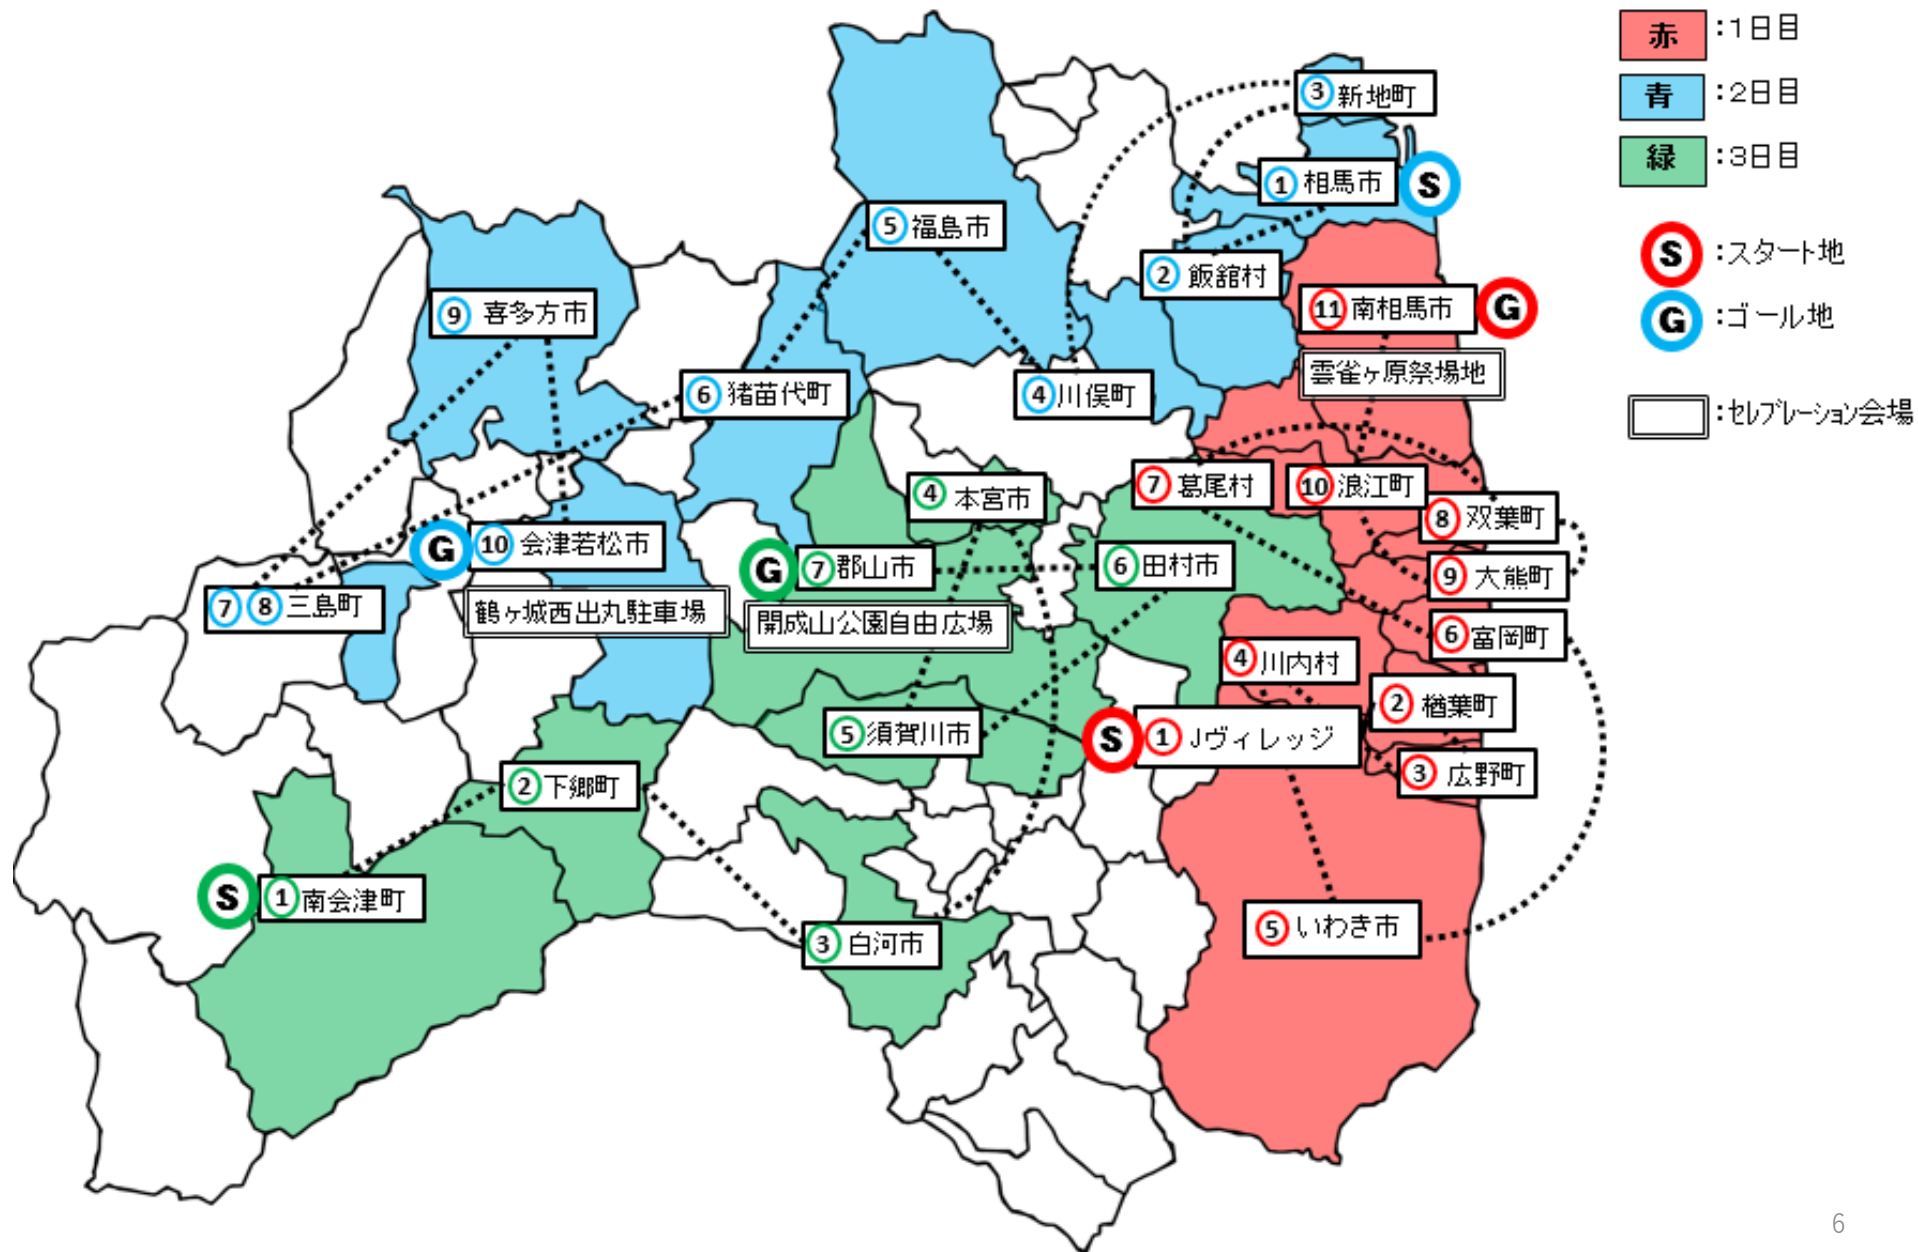 赤 :1日目
青 :2日目
緑 :3日目
S :スタート地
G :ゴール地
:セレブレーション会場
③ 新地町
① 相馬市 S
⑤ 福島市
② 飯舘村
⑨ 喜多方市
⑪ 南相馬市 G
雲雀ヶ原祭場地
⑥ 猪苗代町
④ 川俣町
④ 本宮市
⑦ 葛尾村
⑩ 浪江町
⑧ 双葉町
G ⑩ 会津若松市
鶴ヶ城西出丸駐車場
G ⑦ 郡山市
開成山公園自由広場
⑥ 田村市
⑨ 大熊町
⑦ ⑧ 三島町
⑥ 富岡町
④ 川内村
② 楢葉町
⑤ 須賀川市
S ① Jヴィレッジ
③ 広野町
② 下郷町
S ① 南会津町
③ 白河市
⑤ いわき市
6